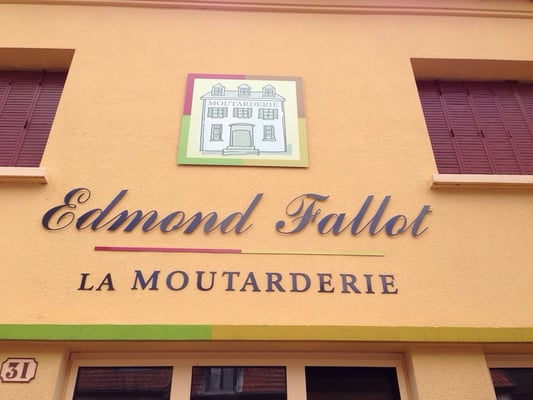 MOUTARDERIE
Edmond Fallot
LA MOUTARDERIE
31